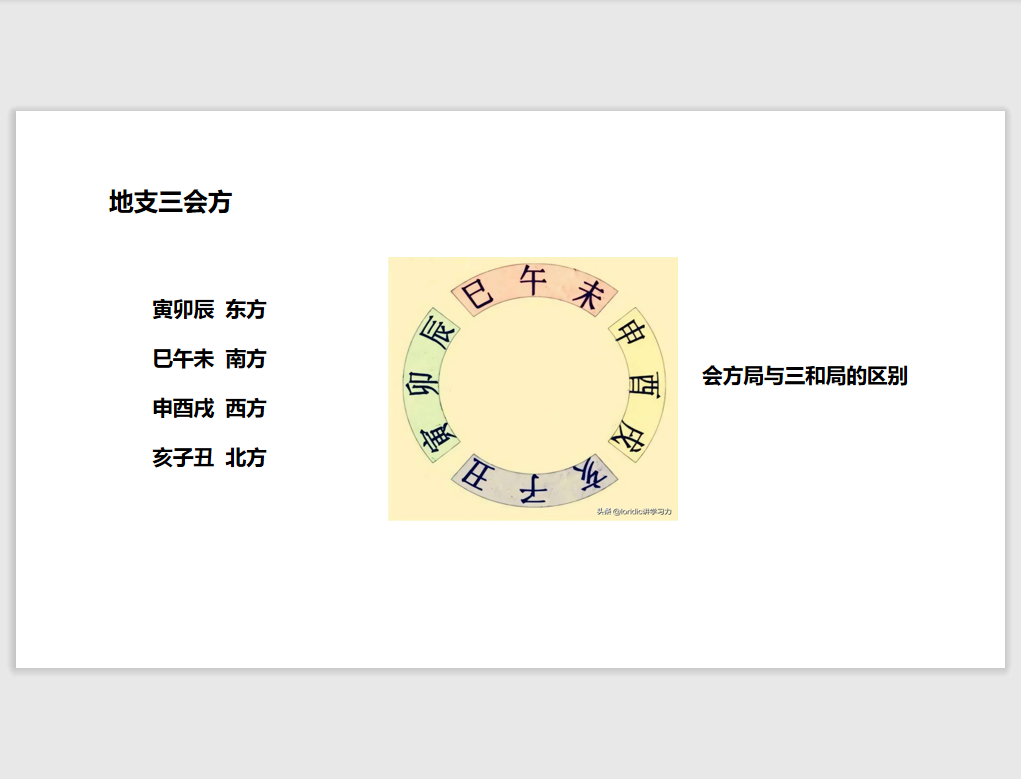 地支三会方
寅卯辰 东方
巳午未 南方
申酉戌 西方
亥子丑 北方
巳午未
申酉戌
亥子丑
寅卯辰
头条 @loridic讲学习力
会方局与三和局的区别